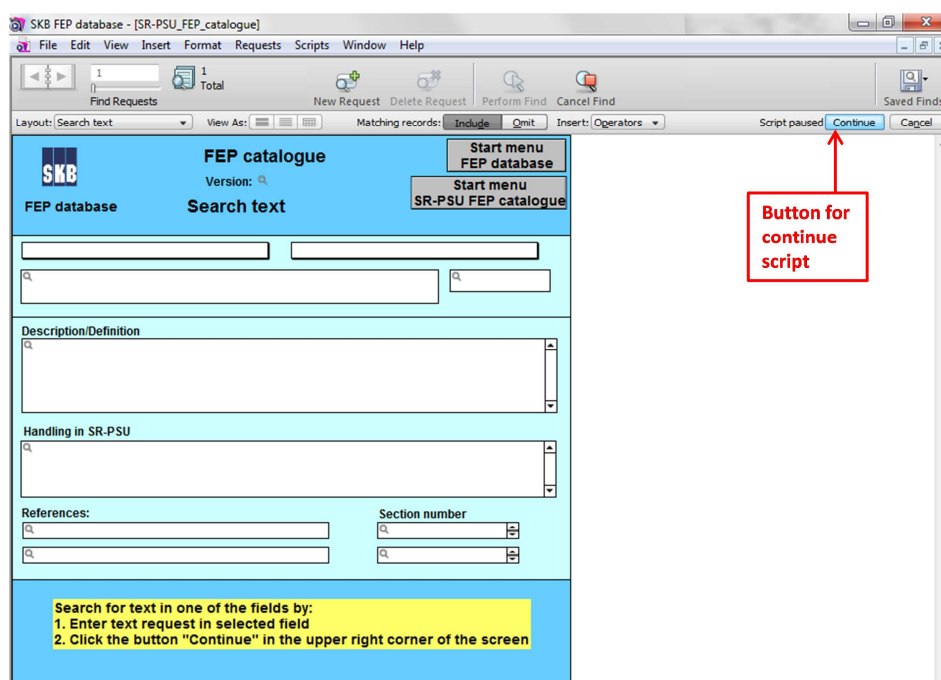 SKB FEP database - [SR-PSU_FEP_catalogue]
File Edit View Insert Format Requests Scripts Window Help
1
Find Requests
1
Total
New Request Delete Request Perform Find Cancel Find
Saved Finds
Layout: Search text View As: Matching records: Include Omit Insert: Operators Script paused Continue Cancel
SKB
FEP database
FEP catalogue
Version:
Search text
Start menu
FEP database
Start menu
SR-PSU FEP catalogue
Button for
continue
script
Description/Definition
Handling in SR-PSU
References:
Section number
Search for text in one of the fields by:
1. Enter text request in selected field
2. Click the button "Continue" in the upper right corner of the screen